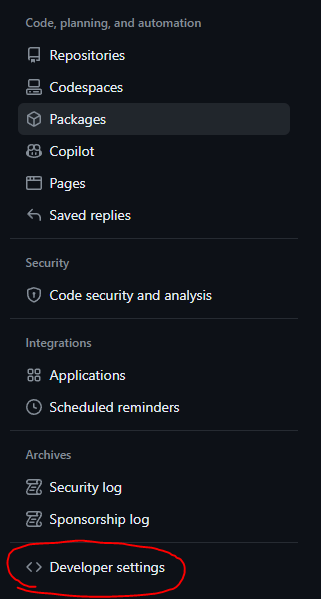 Code, planning, and automation
Repositories
Codespaces
Packages
Copilot
Pages
Saved replies
Security
Code security and analysis
Integrations
Applications
Scheduled reminders
Archives
Security log
Sponsorship log
Developer settings